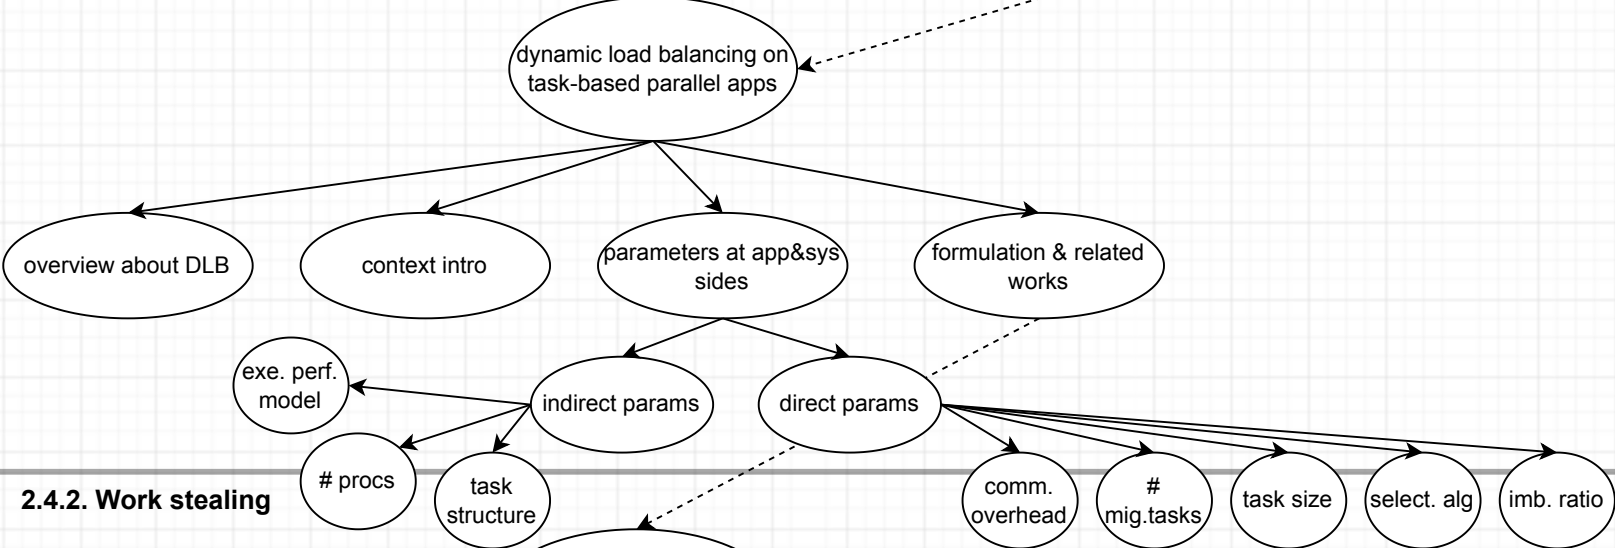 dynamic load balancing on
task-based parallel apps
overview about DLB
context intro
parameters at app&sys
sides
formulation & related
works
exe. perf.
model
indirect params
direct params
# procs
task
structure
comm.
overhead
#
mig.tasks
task size
select. alg
imb. ratio
2.4.2. Work stealing